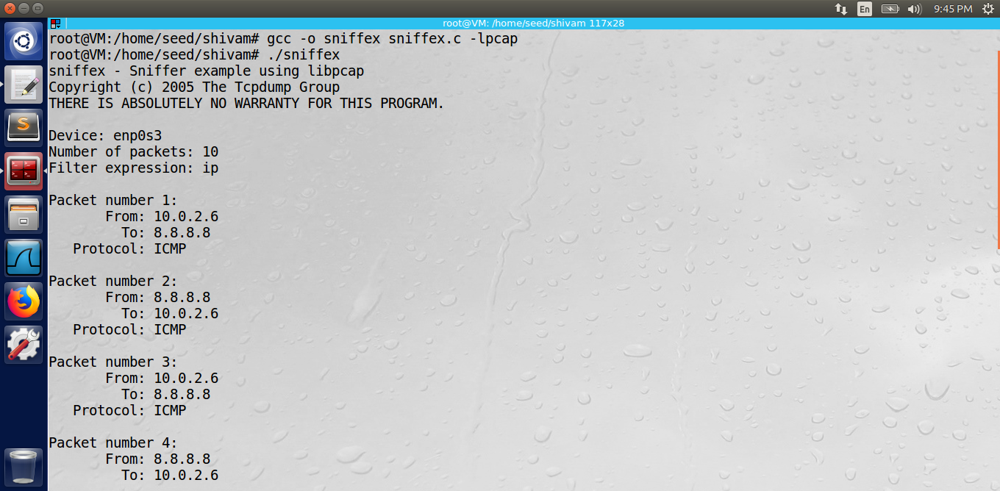 En
9:45 PM
root@VM: /home/seed/shivam 117x28
root@VM:/home/seed/shivam# gcc -o sniffex sniffex.c -lpcap
root@VM:/home/seed/shivam# ./sniffex
sniffex - Sniffer example using libpcap
Copyright (c) 2005 The Tcpdump Group
THERE IS ABSOLUTELY NO WARRANTY FOR THIS PROGRAM.
Device: enp0s3
Number of packets: 10
Filter expression: ip
Packet number 1:
From: 10.0.2.6
To: 8.8.8.8
Protocol: ICMP
Packet number 2:
From: 8.8.8.8
To: 10.0.2.6
Protocol: ICMP
Packet number 3:
From: 10.0.2.6
To: 8.8.8.8
Protocol: ICMP
Packet number 4:
From: 8.8.8.8
To: 10.0.2.6